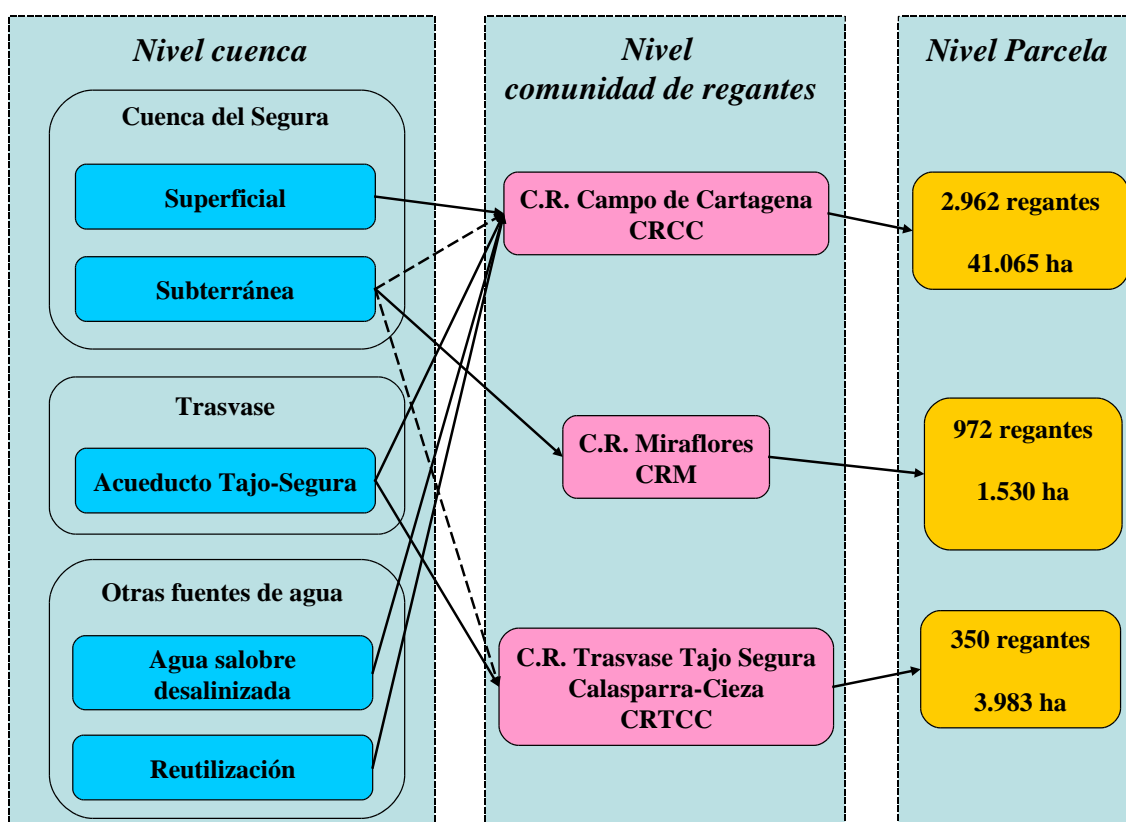 Nivel cuenca
Cuenca del Segura
Superficial
Subterránea
Trasvase
Acueducto Tajo-Segura
Otras fuentes de agua
Agua salobre
desalinizada
Reutilización
Nivel
comunidad de regantes
C.R. Campo de Cartagena
CRCC
C.R. Miraflores
CRM
C.R. Trasvase Tajo Segura
Calasparra-Cieza
CRTCC
Nivel Parcela
2.962 regantes
41.065 ha
972 regantes
1.530 ha
350 regantes
3.983 ha